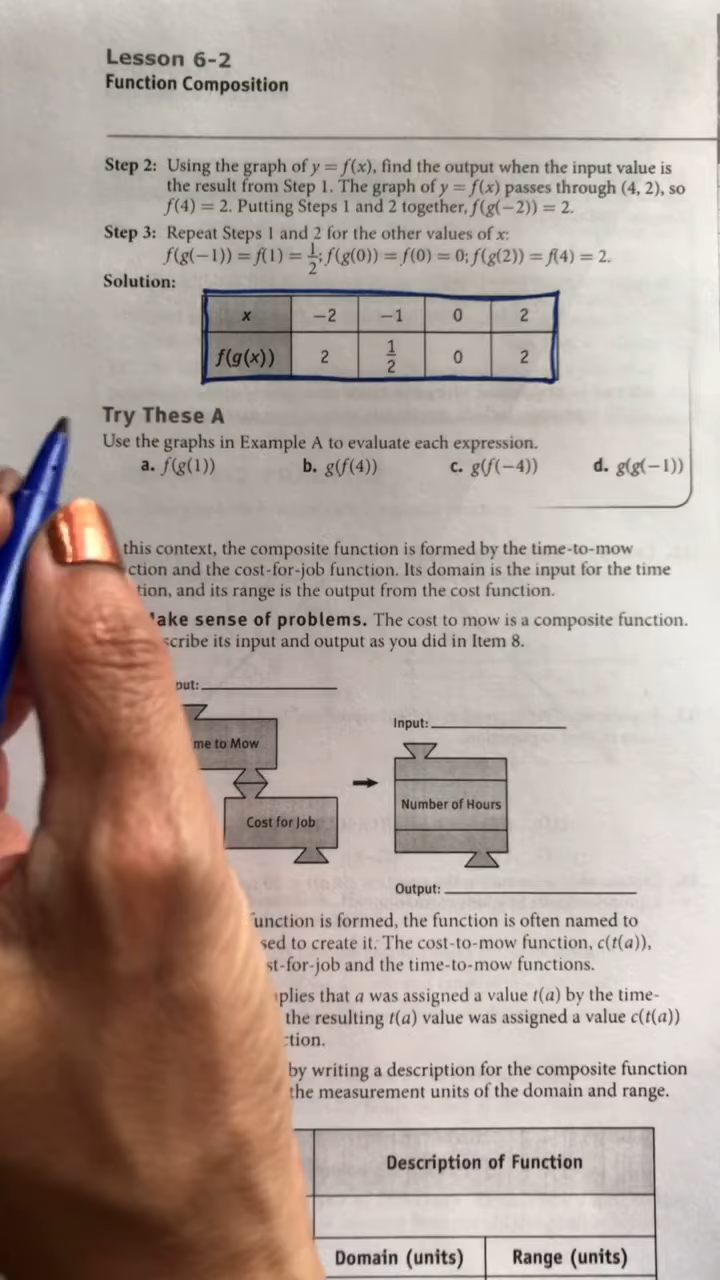 Lesson 6-2
Function Composition
Step 2: Using the graph of y = f(x), find the output when the input value is
the result from Step 1. The graph of y = f(x) passes through (4, 2), so
f(4) = 2. Putting Steps 1 and 2 together, f(g(−2)) = 2.
Step 3: Repeat Steps 1 and 2 for the other values of x:
f(g(−1)) = f(1) = 1/2; f(g(0)) = f(0) = 0; f(g(2)) = f(4) = 2.
Solution:
x −2 −1 0 2
f(g(x)) 2 1/2 0 2
Try These A
Use the graphs in Example A to evaluate each expression.
a. f(g(1)) b. g(f(4)) c. g(f(−4)) d. g(g(−1))
this context, the composite function is formed by the time-to-mow
ction and the cost-for-job function. Its domain is the input for the time
tion, and its range is the output from the cost function.
ake sense of problems. The cost to mow is a composite function.
scribe its input and output as you did in Item 8.
put:
Input:
me to Mow
Number of Hours
Cost for Job
Output:
unction is formed, the function is often named to
sed to create it. The cost-to-mow function, c(t(a)),
st-for-job and the time-to-mow functions.
plies that a was assigned a value t(a) by the time-
the resulting t(a) value was assigned a value c(t(a))
ction.
by writing a description for the composite function
the measurement units of the domain and range.
Description of Function
Domain (units) Range (units)